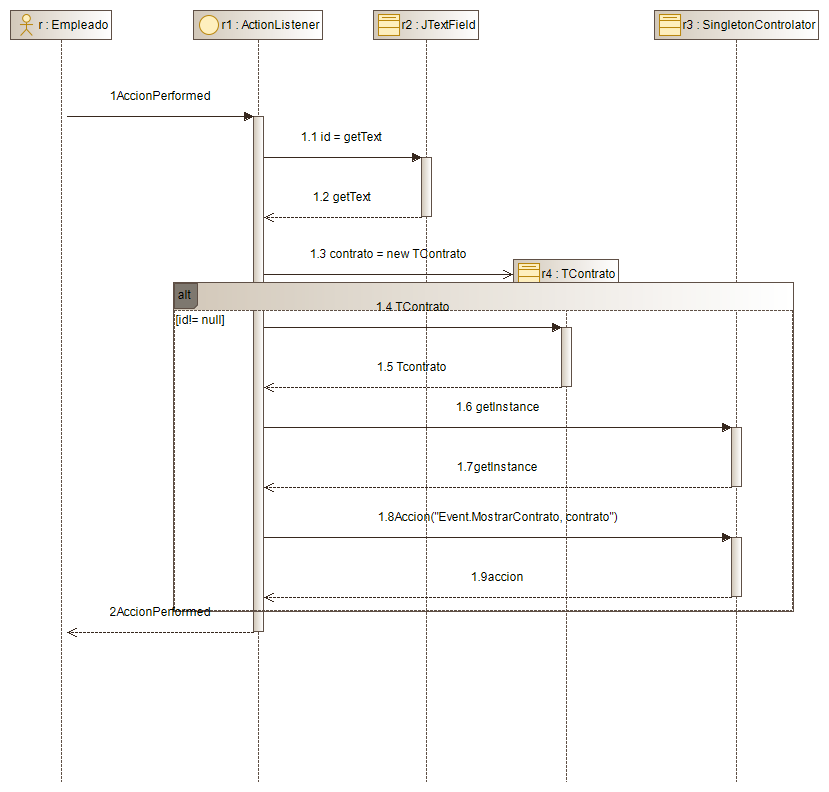 r : Empleado
r1 : ActionListener
r2 : JTextField
r3 : SingletonControlator
1AccionPerformed
1.1 id = getText
1.2 getText
1.3 contrato = new TContrato
r4 : TContrato
alt
1.4 TContrato
[id!= null]
1.5 Tcontrato
1.6 getInstance
1.7getInstance
1.8Accion("Event.MostrarContrato, contrato")
1.9accion
2AccionPerformed